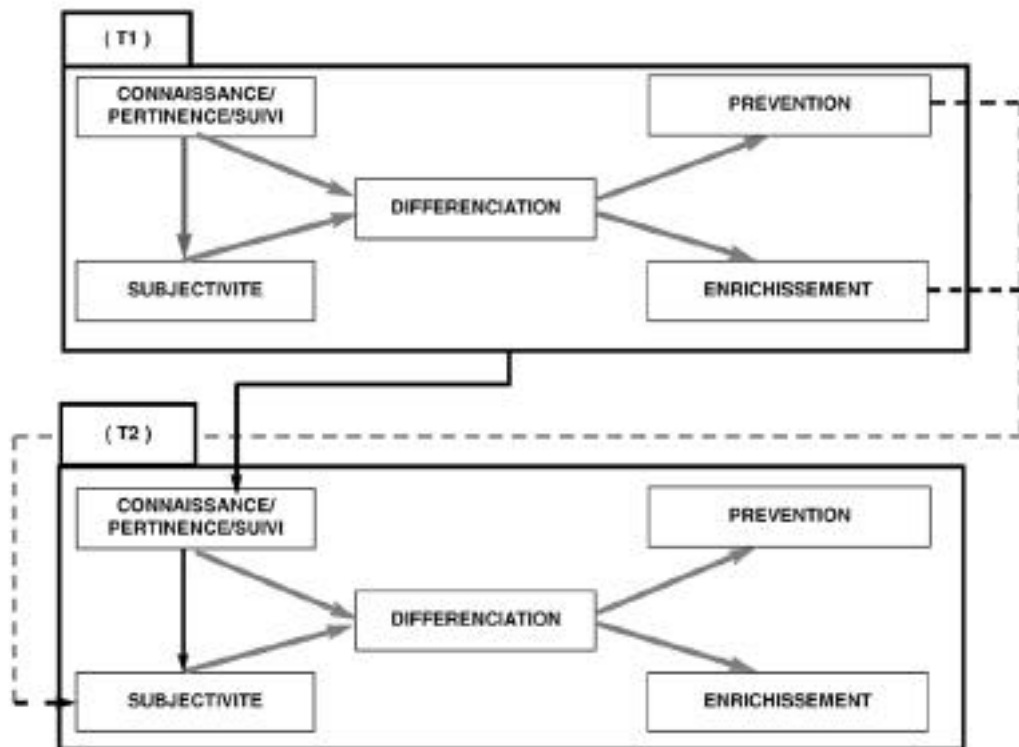 ( T1 )
CONNAISSANCE/
PERTINENCE/SUIVI
PREVENTION
DIFFERENCIATION
SUBJECTIVITE
ENRICHISSEMENT
( T2 )
CONNAISSANCE/
PERTINENCE/SUIVI
PREVENTION
DIFFERENCIATION
SUBJECTIVITE
ENRICHISSEMENT